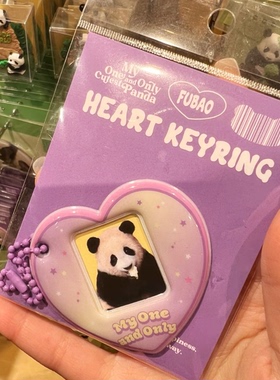 My
One and Only
Cutest Panda
FUBAO
HEART KEYRING
My One
and Only